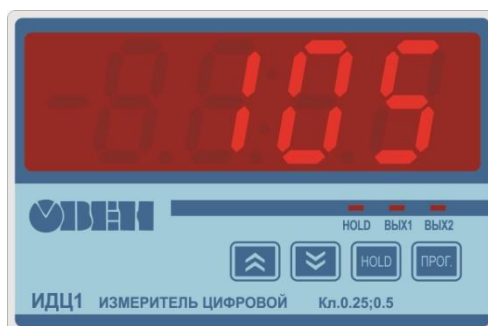 105
ОВЕН
HOLD ВЫХ1 ВЫХ2
HOLD ПРОГ.
ИДЦ1 ИЗМЕРИТЕЛЬ ЦИФРОВОЙ Кл.0.25;0.5